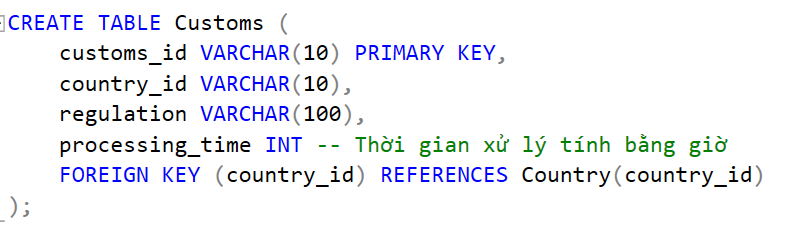 CREATE TABLE Customs (
customs_id VARCHAR(10) PRIMARY KEY,
country_id VARCHAR(10),
regulation VARCHAR(100),
processing_time INT -- Thời gian xử lý tính bằng giờ
FOREIGN KEY (country_id) REFERENCES Country(country_id)
);